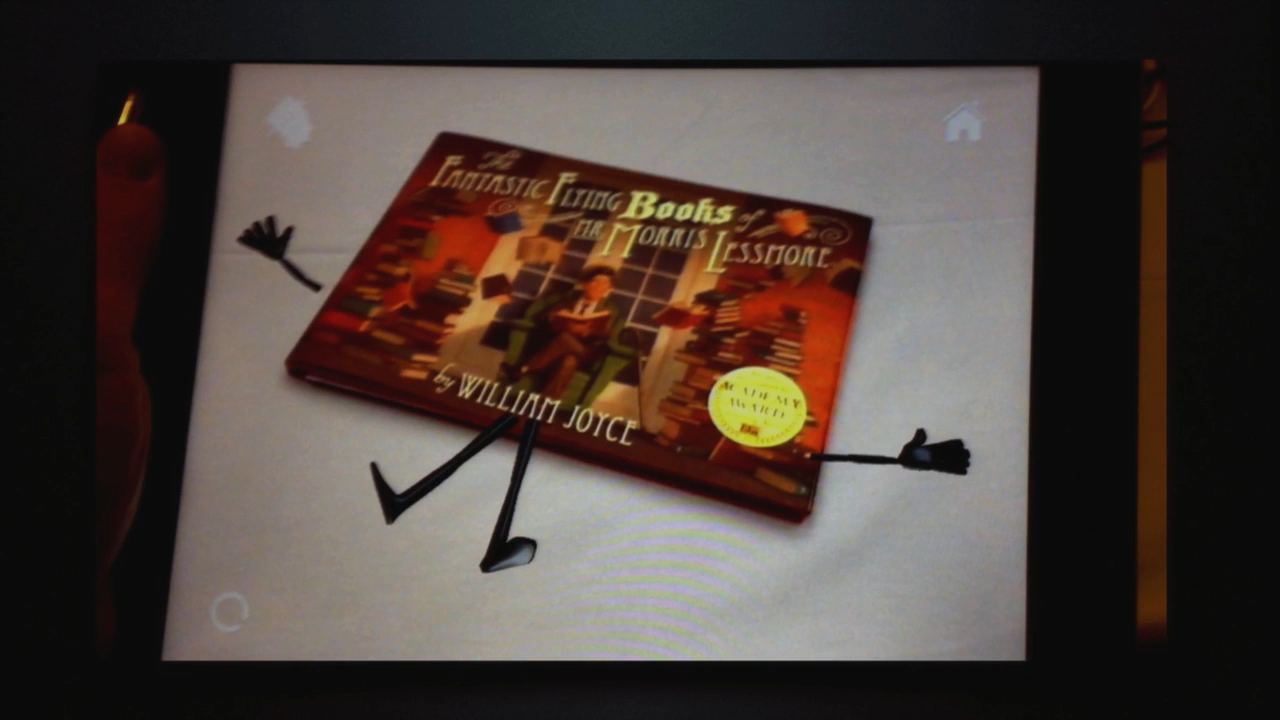 The
FANTASTIC FLYING Books of
MR MORRIS LESSMORE
by WILLIAM JOYCE
ACADEMY
AWARD